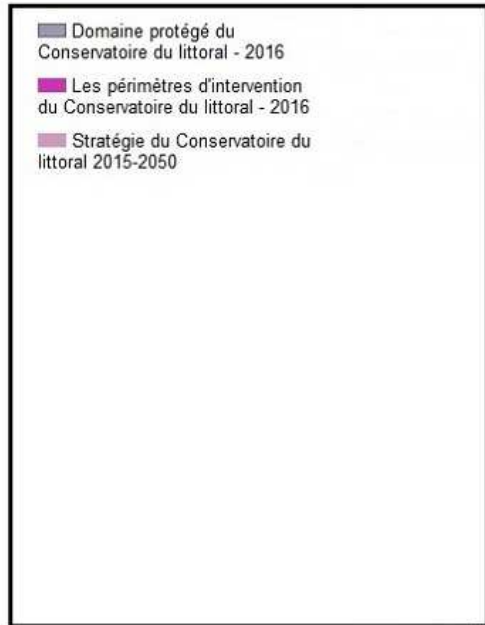 Domaine protégé du
Conservatoire du littoral - 2016
Les périmètres d'intervention
du Conservatoire du littoral - 2016
Stratégie du Conservatoire du
littoral 2015-2050